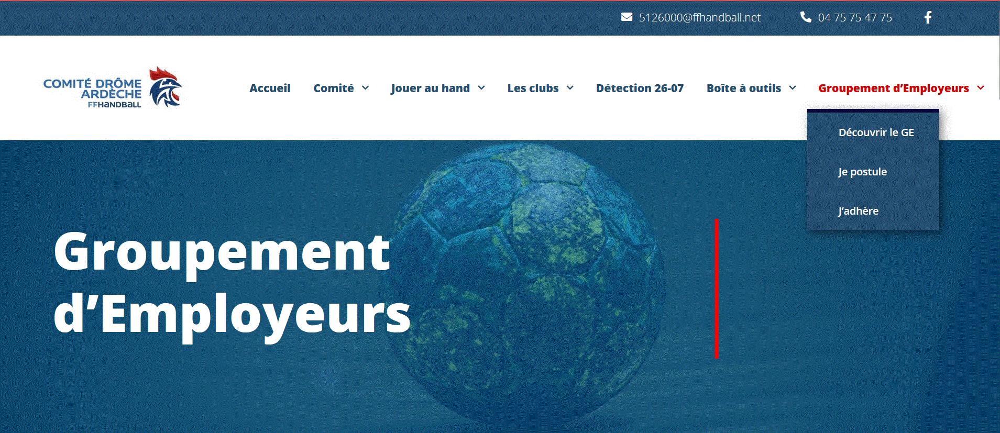 5126000@ffhandball.net
04 75 75 47 75
COMITÉ DRÔME
ARDÈCHE
FFHANDBALL
Accueil
Comité
Jouer au hand
Les clubs
Détection 26-07
Boîte à outils
Groupement d’Employeurs
Découvrir le GE
Je postule
J’adhère
Groupement
d’Employeurs